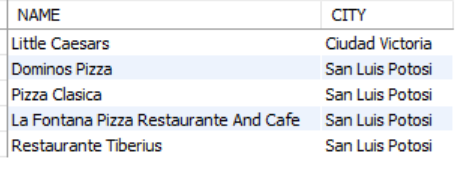 NAME CITY
Little Caesars Ciudad Victoria
Dominos Pizza San Luis Potosi
Pizza Clasica San Luis Potosi
La Fontana Pizza Restaurante And Cafe San Luis Potosi
Restaurante Tiberius San Luis Potosi